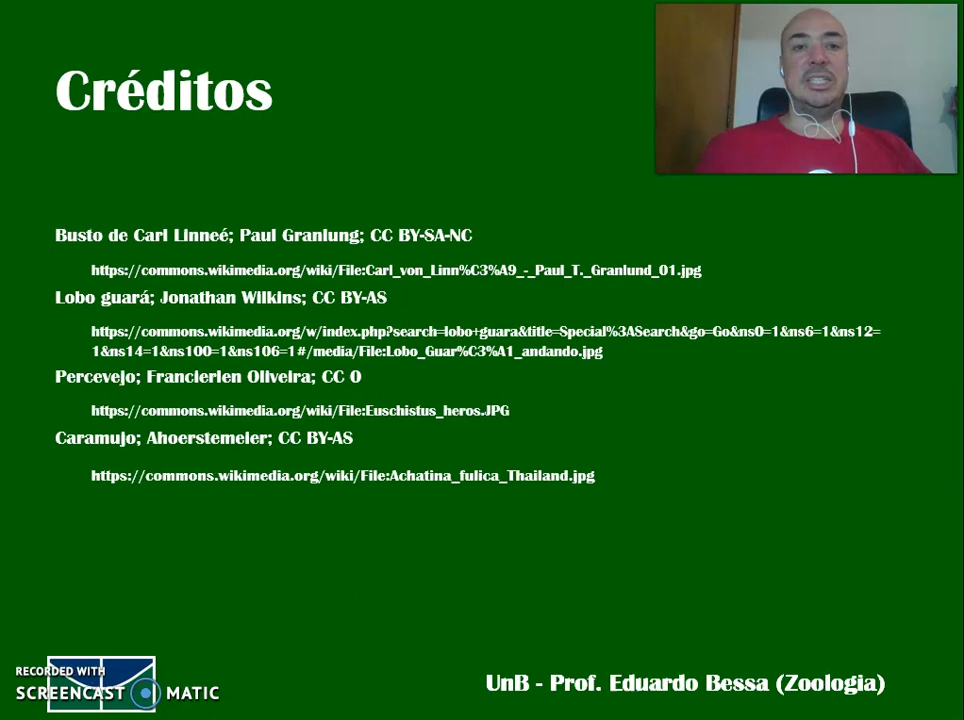 Créditos
Busto de Carl Linneé; Paul Granlung; CC BY-SA-NC
https://commons.wikimedia.org/wiki/File:Carl_von_Linn%C3%A9_-_Paul_T._Granlund_01.jpg
Lobo guará; Jonathan Wilkins; CC BY-AS
https://commons.wikimedia.org/w/index.php?search=lobo+guara&title=Special%3ASearch&go=Go&ns0=1&ns6=1&ns12=
1&ns14=1&ns100=1&ns106=1#/media/File:Lobo_Guar%C3%A1_andando.jpg
Percevejo; Francierlen Oliveira; CC 0
https://commons.wikimedia.org/wiki/File:Euschistus_heros.JPG
Caramujo; Ahoerstemeier; CC BY-AS
https://commons.wikimedia.org/wiki/File:Achatina_fulica_Thailand.jpg
RECORDED WITH
SCREENCAST MATIC
UnB - Prof. Eduardo Bessa (Zoologia)